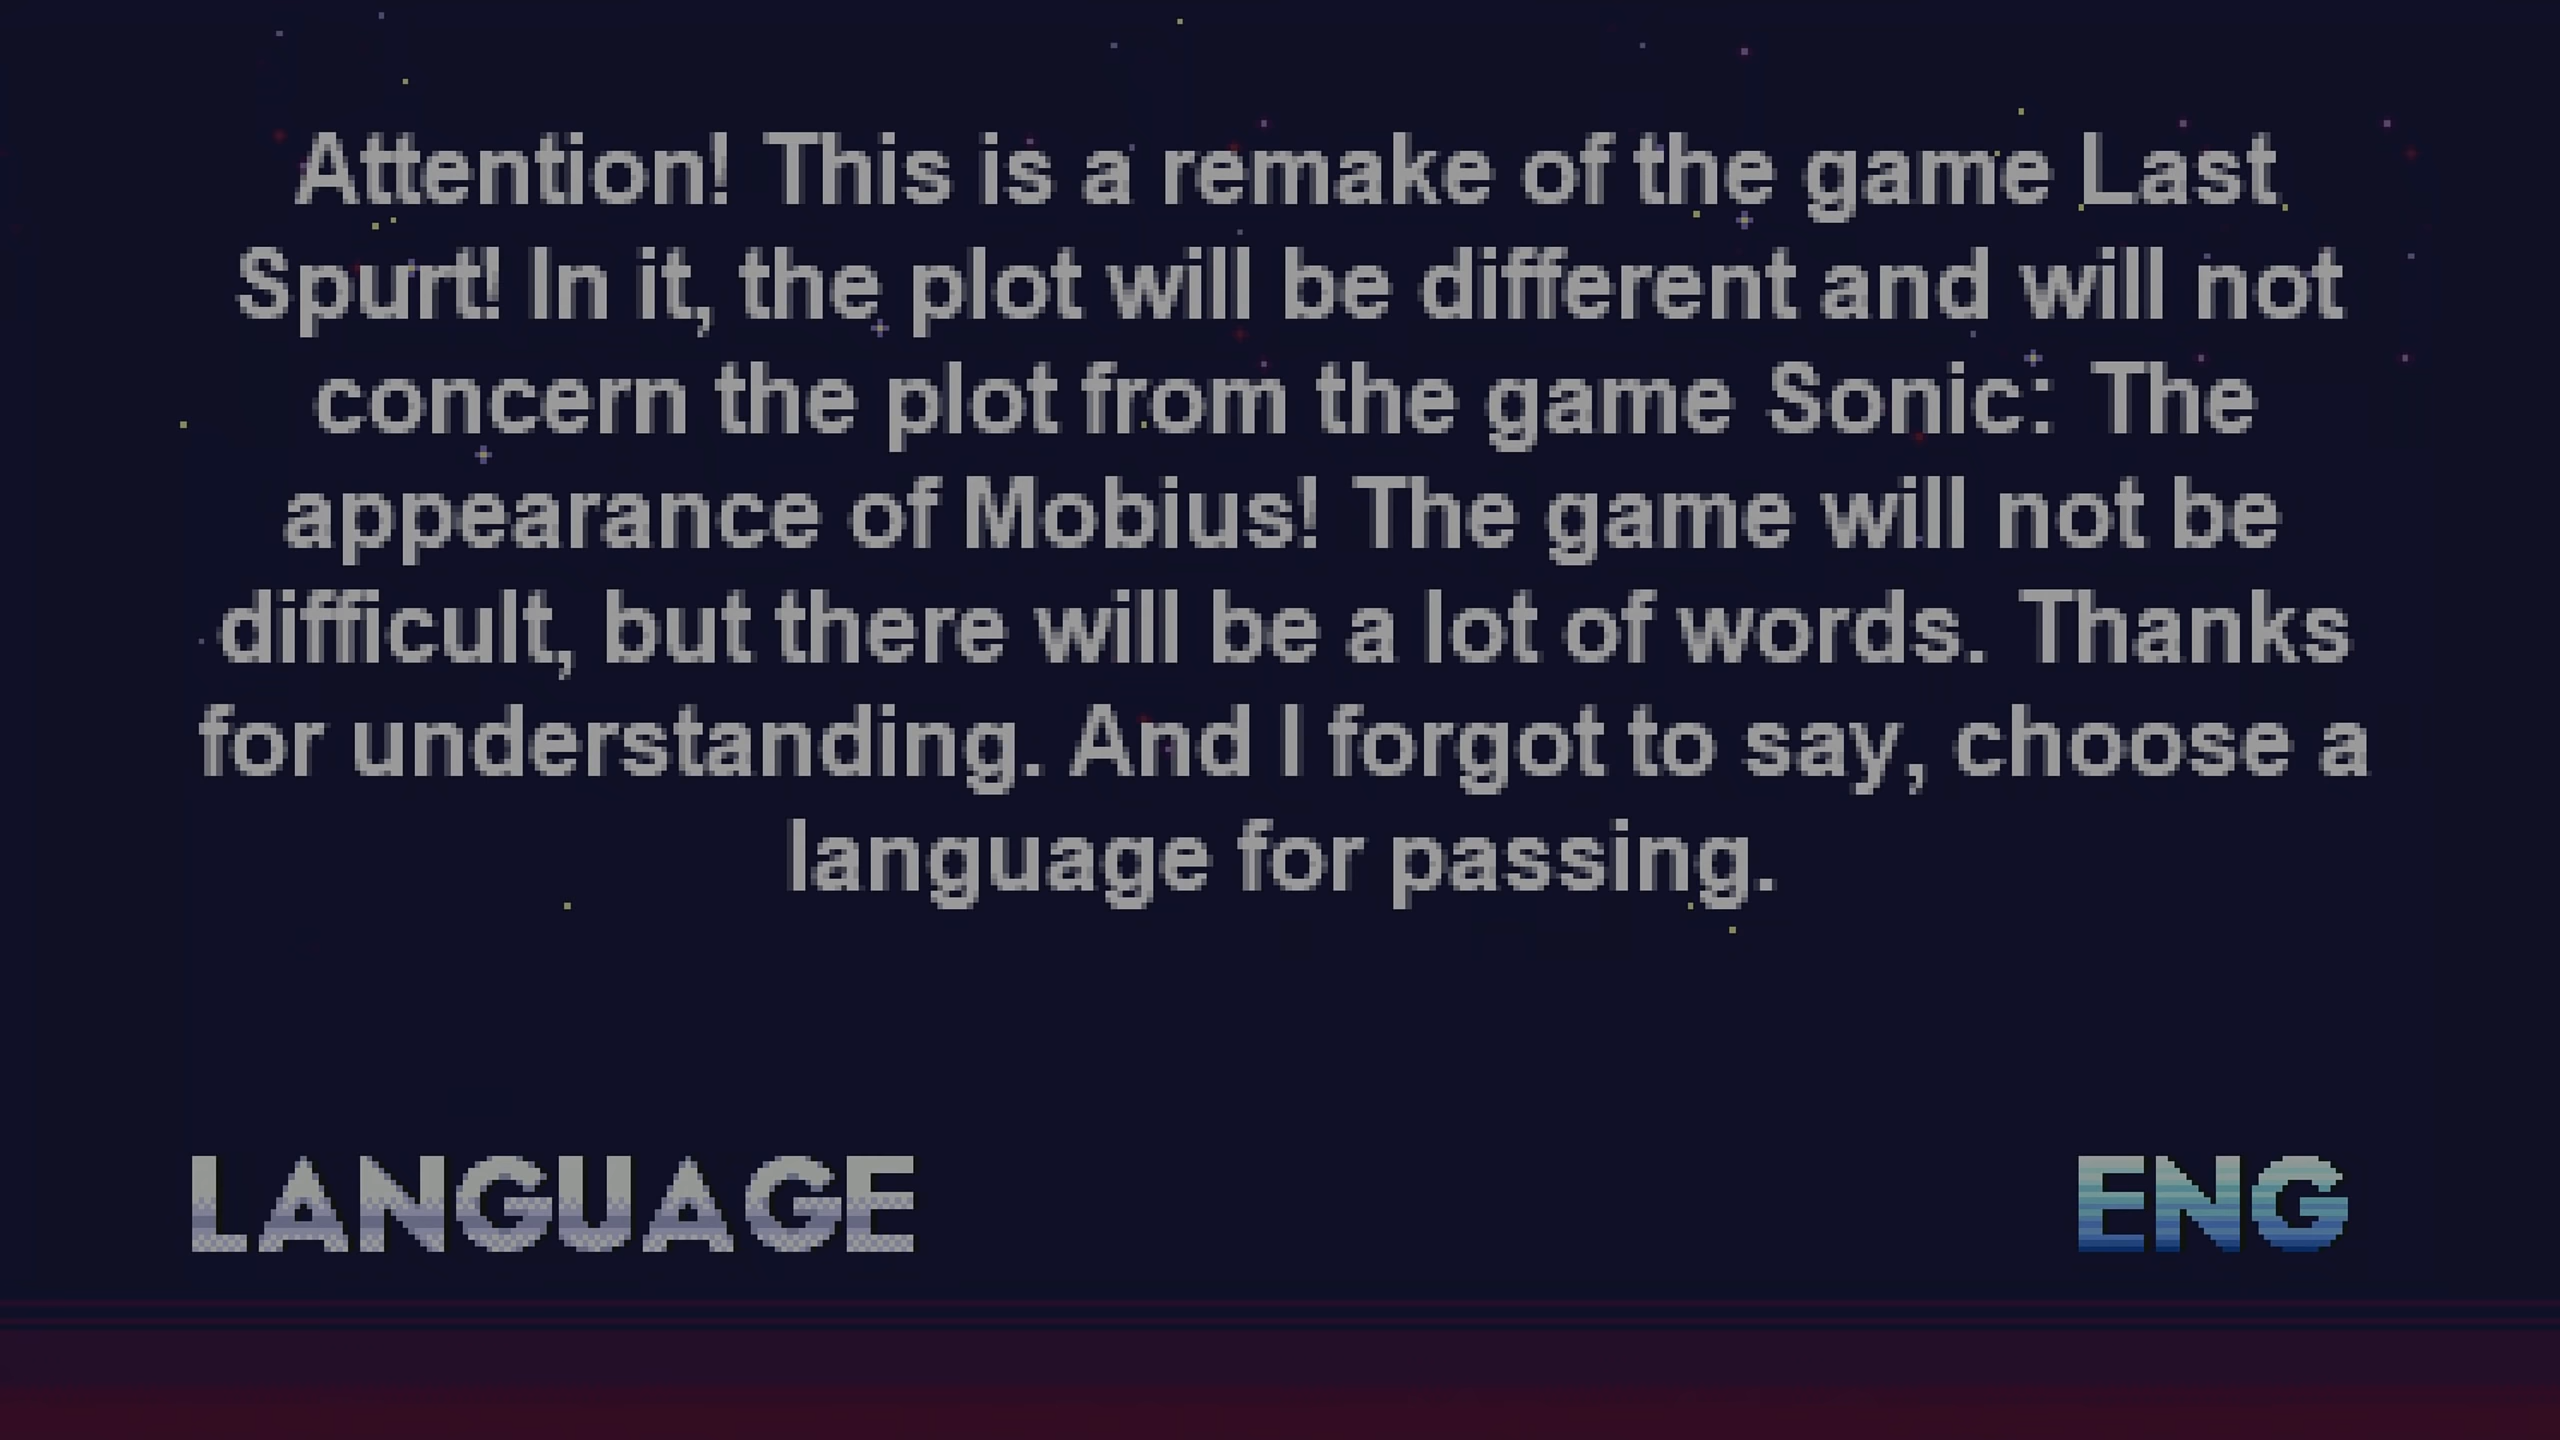 Attention! This is a remake of the game Last
Spurt! In it, the plot will be different and will not
concern the plot from the game Sonic: The
appearance of Mobius! The game will not be
difficult, but there will be a lot of words. Thanks
for understanding. And I forgot to say, choose a
language for passing.
LANGUAGE ENG